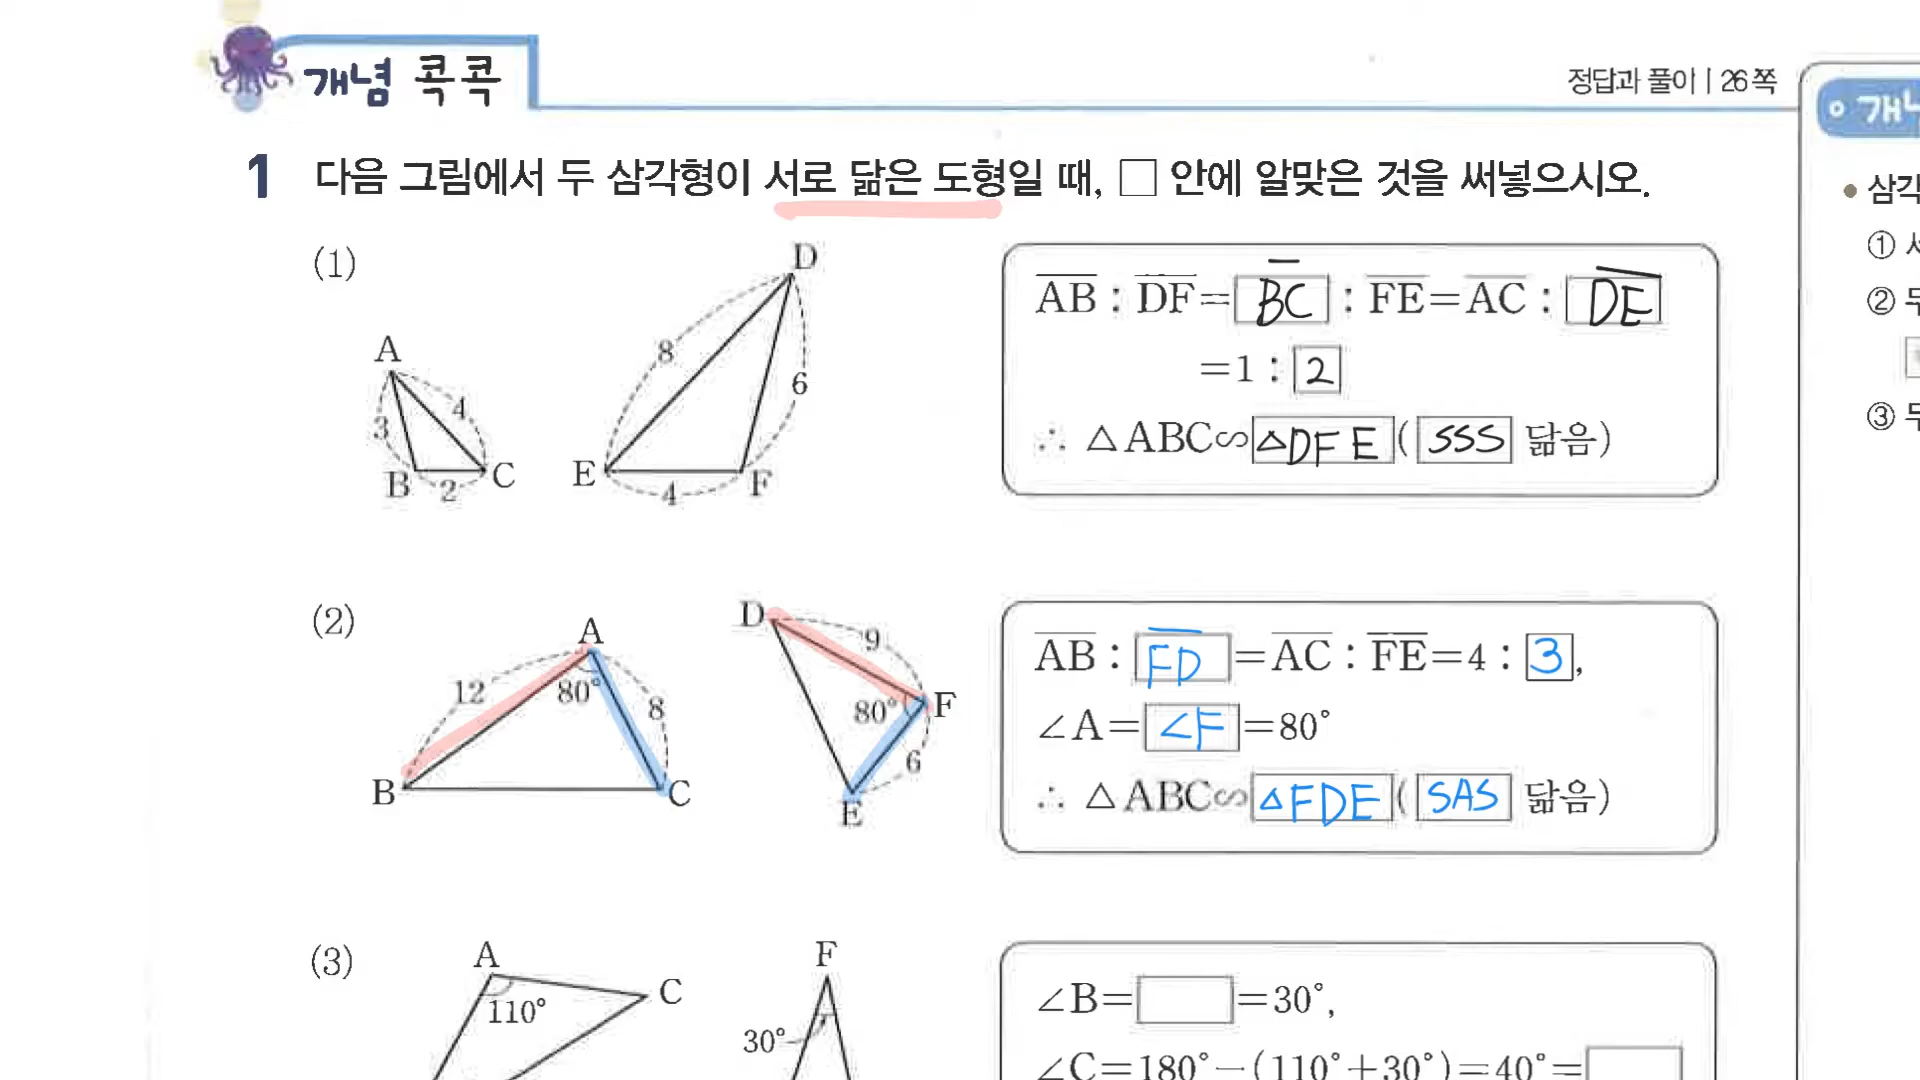 개념 콕콕
정답과 풀이 | 26쪽
1 다음 그림에서 두 삼각형이 서로 닮은 도형일 때, □ 안에 알맞은 것을 써넣으시오.
(1)
D
8
6
A
4
3
B
2
C
E
4
F
AB : DF = BC : FE = AC : DE
=1 : 2
∴ △ABC∽△DFE ( SSS 닮음)
(2)
A
12
80°
8
B
C
D
9
80°
F
6
E
AB : FD = AC : FE = 4 : 3,
∠A= ∠F =80°
∴ △ABC∽△FDE ( SAS 닮음)
(3)
A
110°
C
F
30°
∠B=□=30°,
∠C=180°−(110°+30°)=40°=□
• 삼각
①
②
③